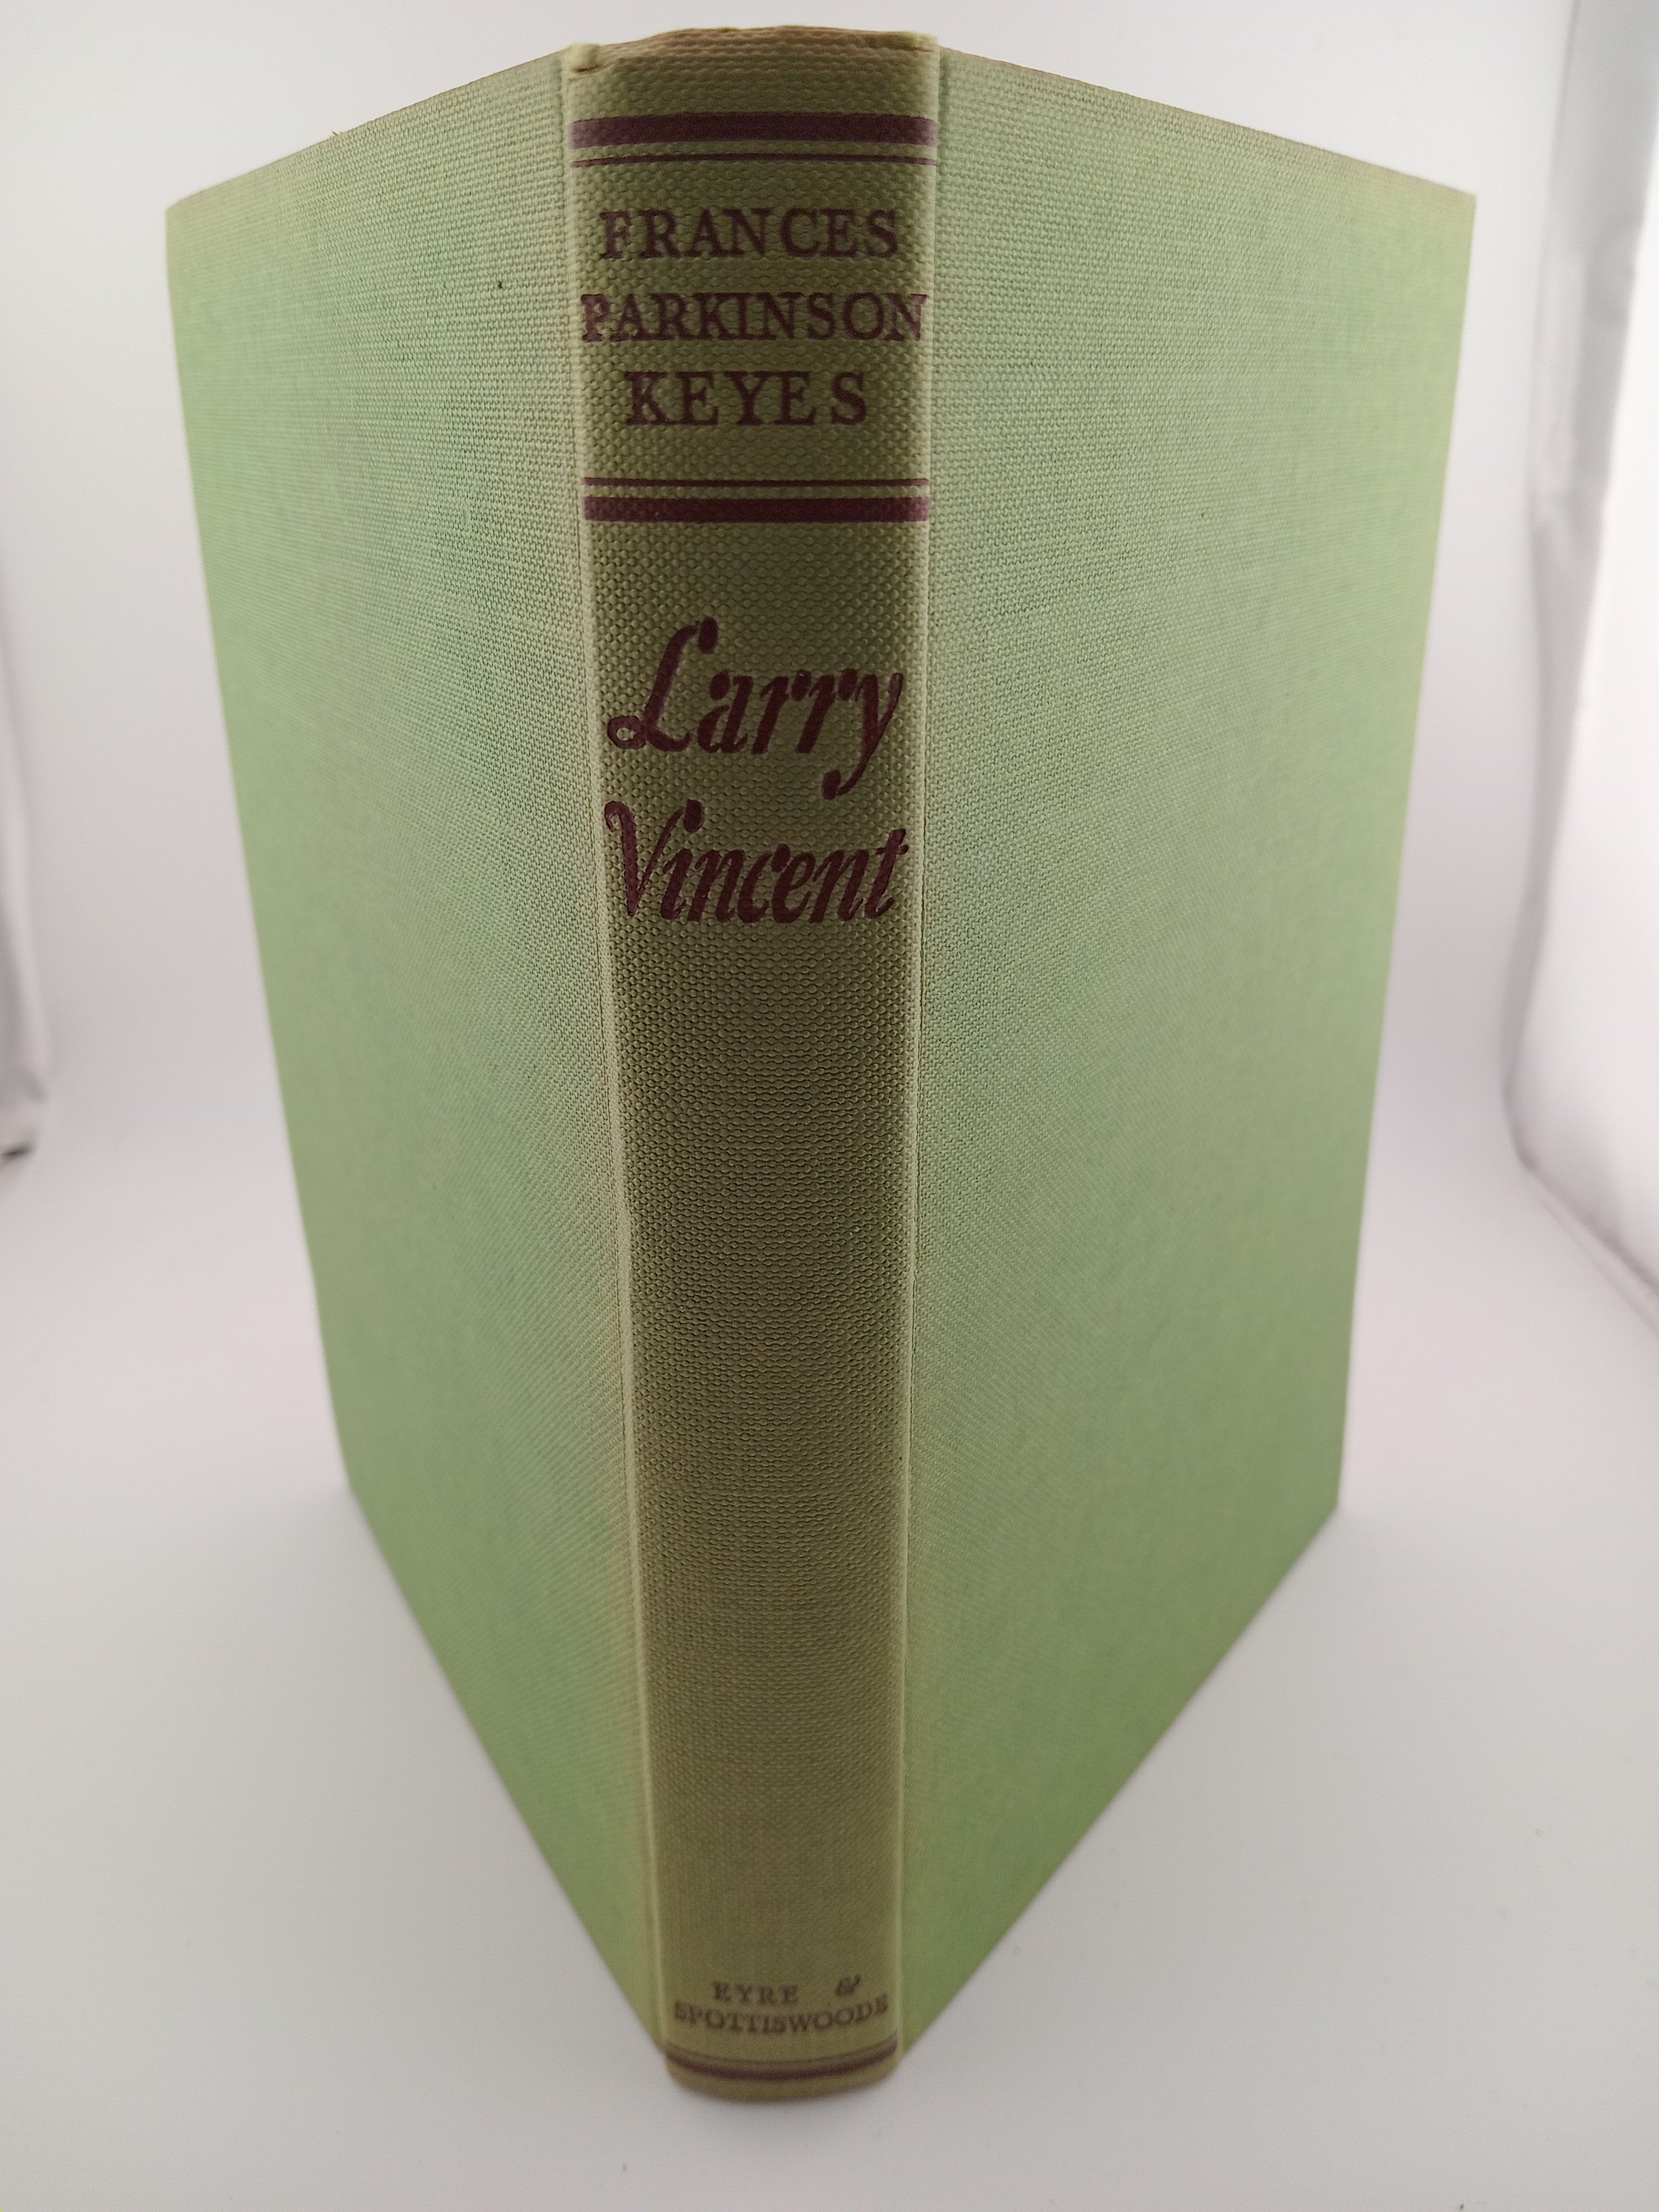 FRANCES
PARKINSON
KEYES
Larry
Vincent
EYRE &
SPOTTISWOODE